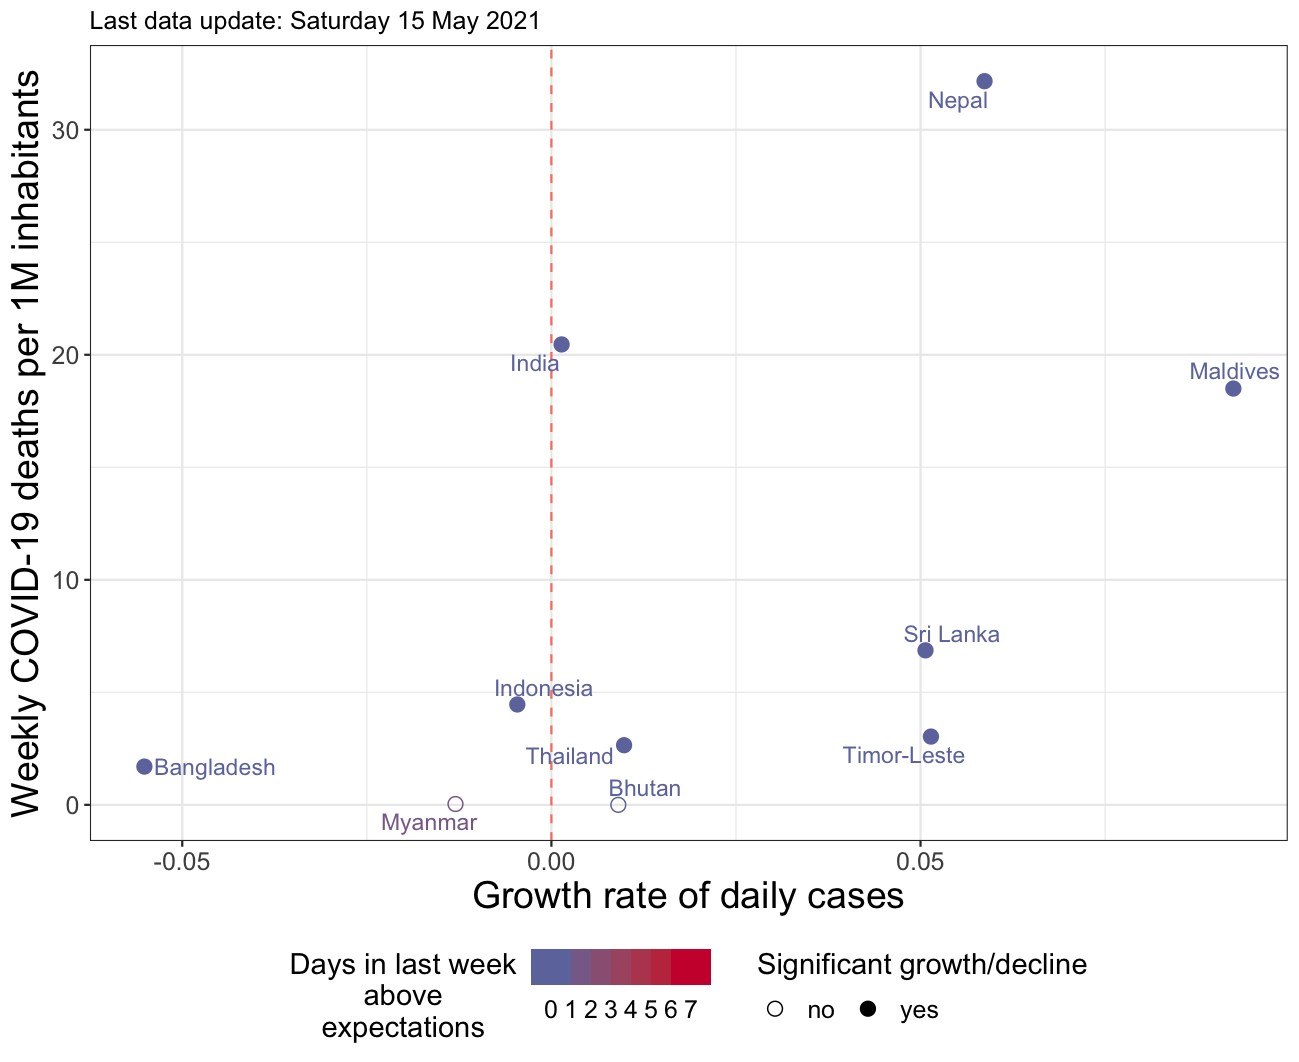 Last data update: Saturday 15 May 2021
Weekly COVID-19 deaths per 1M inhabitants
30
20
10
0
Nepal
India
Maldives
Sri Lanka
Indonesia
Thailand
Timor-Leste
Bangladesh
Bhutan
Myanmar
-0.05
0.00
0.05
Growth rate of daily cases
Days in last week
above
expectations
0 1 2 3 4 5 6 7
Significant growth/decline
no
yes